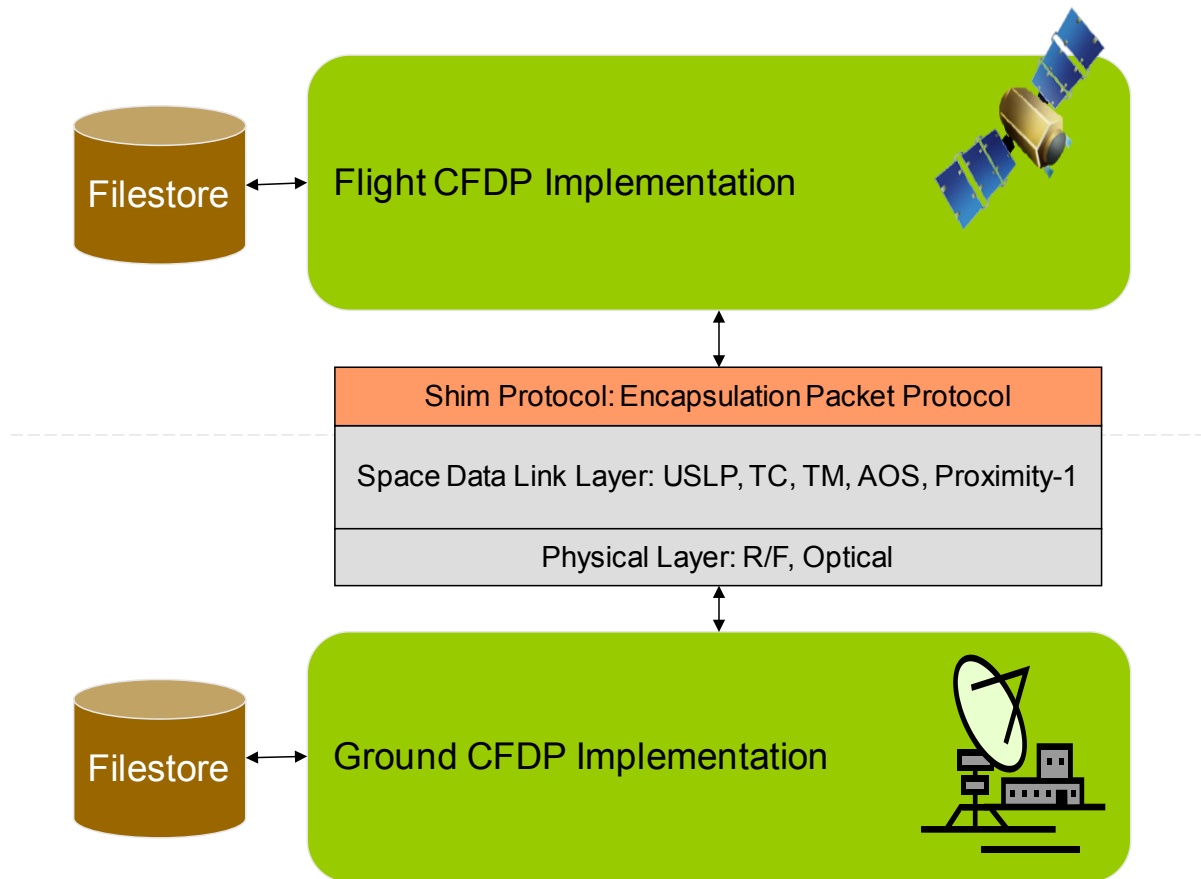 Filestore
Flight CFDP Implementation
Shim Protocol: Encapsulation Packet Protocol
Space Data Link Layer: USLP, TC, TM, AOS, Proximity-1
Physical Layer: R/F, Optical
Filestore
Ground CFDP Implementation